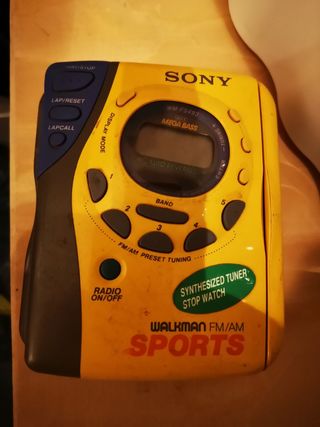 SONY
LAP/RESET
LAPCALL
DISPLAY MODE
MEGA BASS
1
2
3
4
5
BAND
FM/AM PRESET TUNING
RADIO
ON/OFF
SYNTHESIZED TUNER
STOP WATCH
WALKMAN FM/AM
SPORTS